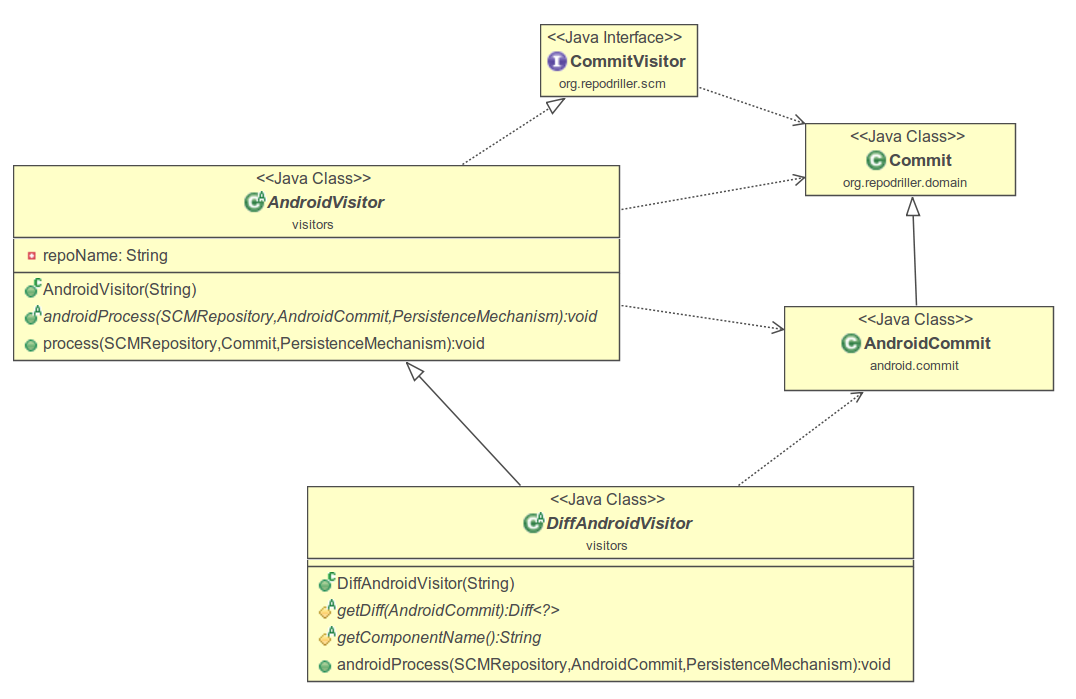 <<Java Interface>>
I CommitVisitor
org.repodriller.scm
<<Java Class>>
C Commit
org.repodriller.domain
<<Java Class>>
C A AndroidVisitor
visitors
repoName: String
C AndroidVisitor(String)
A androidProcess(SCMRepository,AndroidCommit,PersistenceMechanism):void
process(SCMRepository,Commit,PersistenceMechanism):void
<<Java Class>>
C AndroidCommit
android.commit
<<Java Class>>
C A DiffAndroidVisitor
visitors
C DiffAndroidVisitor(String)
A getDiff(AndroidCommit):Diff<?>
A getComponentName():String
androidProcess(SCMRepository,AndroidCommit,PersistenceMechanism):void